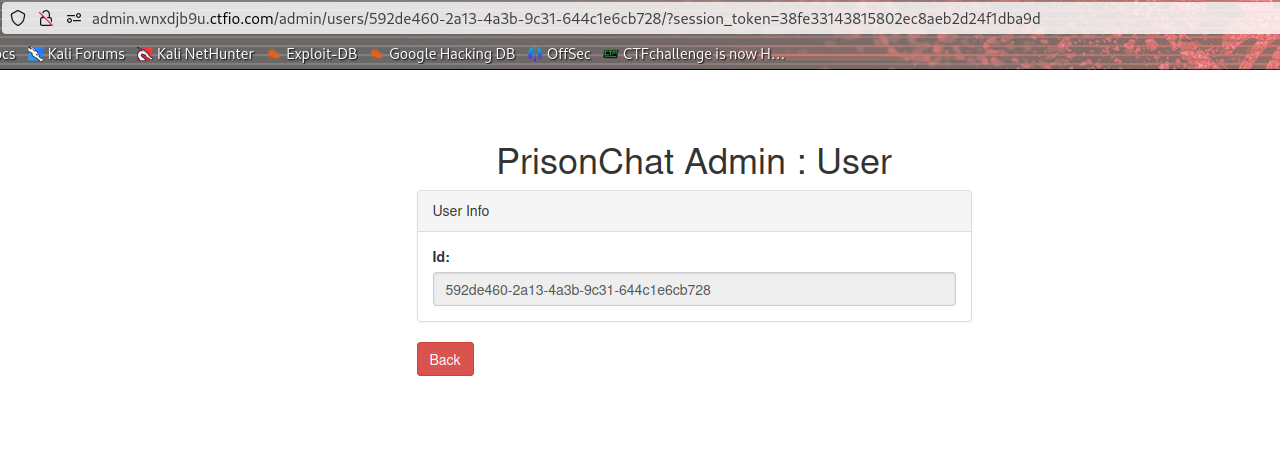 admin.wnxdjb9u.ctfio.com/admin/users/592de460-2a13-4a3b-9c31-644c1e6cb728/?session_token=38fe33143815802ec8aeb2d24f1dba9d
ocs Kali Forums Kali NetHunter Exploit-DB Google Hacking DB OffSec CTFchallenge is now H...
PrisonChat Admin : User
User Info
Id:
592de460-2a13-4a3b-9c31-644c1e6cb728
Back